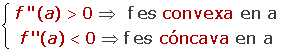 f''(a) > 0 ⇒ f es convexa en a
f''(a) < 0 ⇒ f es cóncava en a